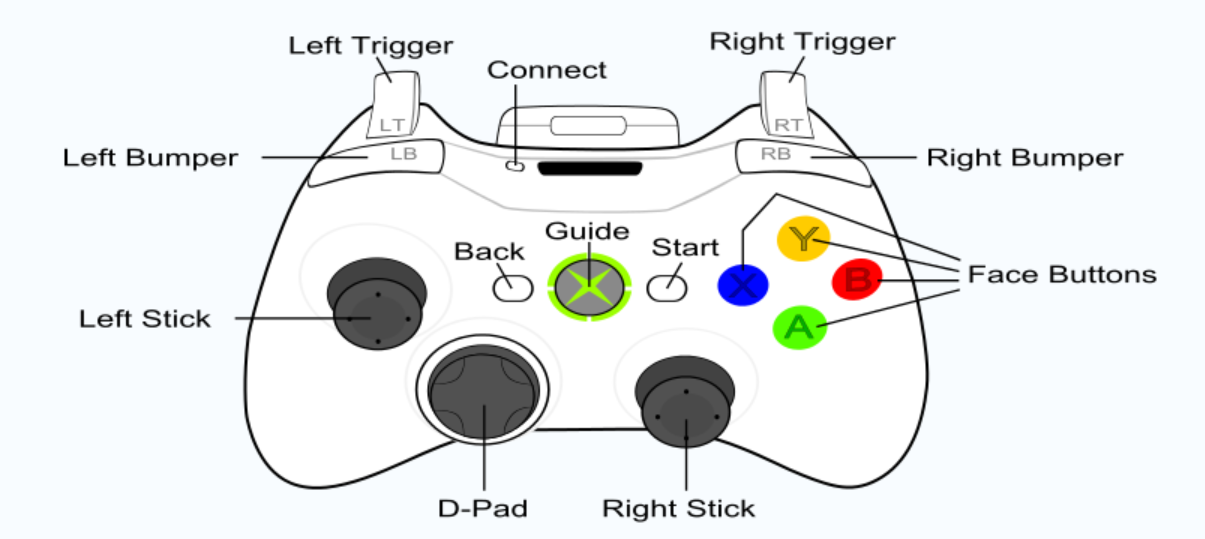 Left Trigger
Right Trigger
Connect
LT
RT
Left Bumper
LB
RB
Right Bumper
Guide
Back
Start
Y
X
B
Face Buttons
A
Left Stick
D-Pad
Right Stick